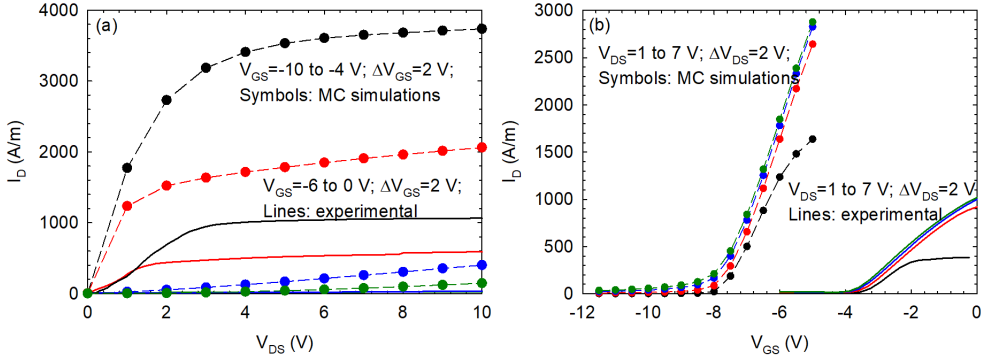 (a)
4000
3000
2000
1000
0
I_D (A/m)
V_GS=-10 to -4 V; ΔV_GS=2 V;
Symbols: MC simulations
V_GS=-6 to 0 V; ΔV_GS=2 V;
Lines: experimental
0 2 4 6 8 10
V_DS (V)
(b)
3000
2500
2000
1500
1000
500
0
I_D (A/m)
V_DS=1 to 7 V; ΔV_DS=2 V;
Symbols: MC simulations
V_DS=1 to 7 V; ΔV_DS=2 V
Lines: experimental
-12 -10 -8 -6 -4 -2 0
V_GS (V)